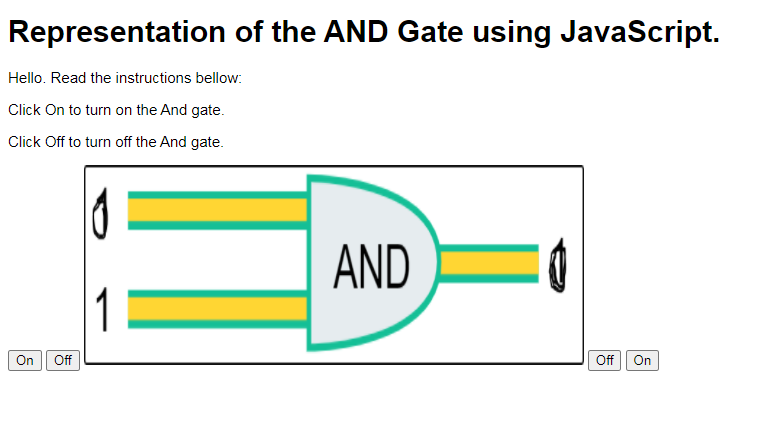 Representation of the AND Gate using JavaScript.
Hello. Read the instructions bellow:
Click On to turn on the And gate.
Click Off to turn off the And gate.
0
AND
1
On Off Off On